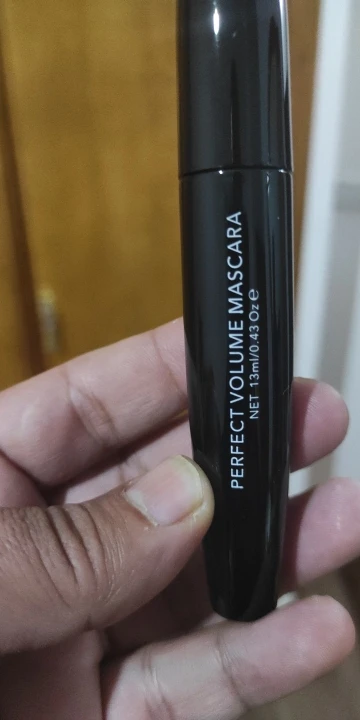 PERFECT VOLUME MASCARA
NET 13ml/0.43 Oz ℮